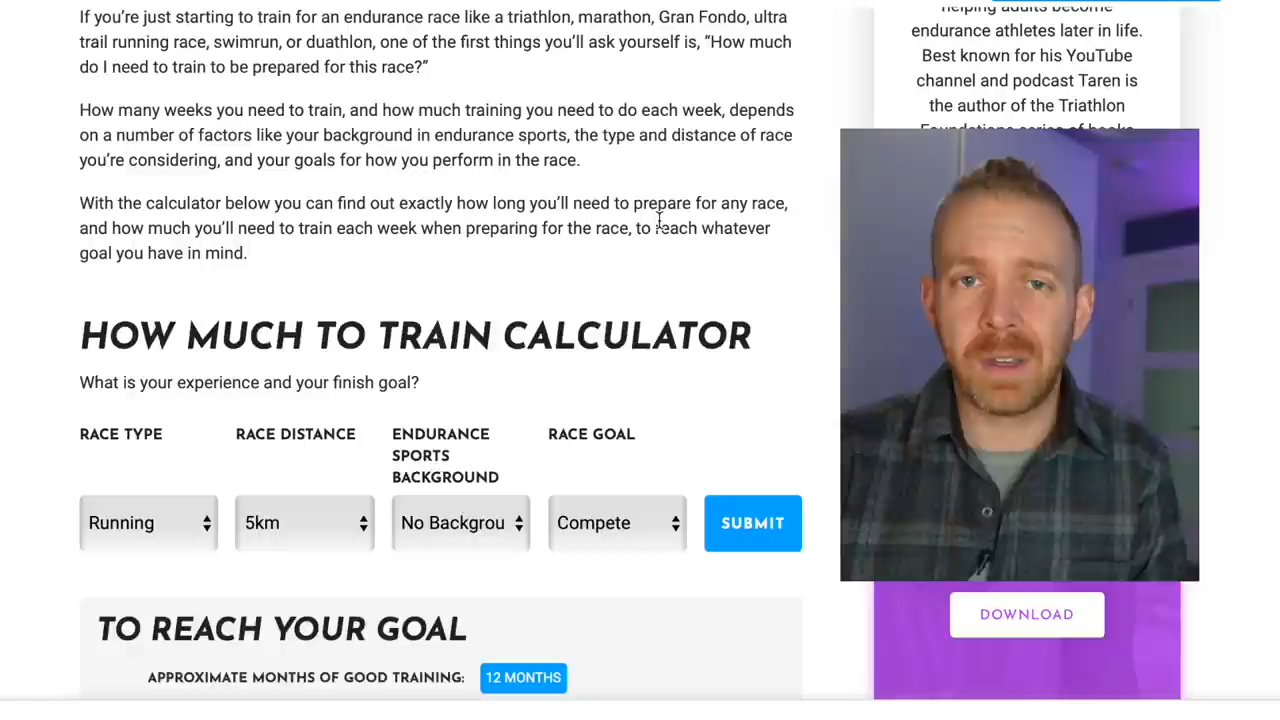 If you’re just starting to train for an endurance race like a triathlon, marathon, Gran Fondo, ultra
trail running race, swimrun, or duathlon, one of the first things you’ll ask yourself is, “How much
do I need to train to be prepared for this race?”
How many weeks you need to train, and how much training you need to do each week, depends
on a number of factors like your background in endurance sports, the type and distance of race
you’re considering, and your goals for how you perform in the race.
With the calculator below you can find out exactly how long you’ll need to prepare for any race,
and how much you’ll need to train each week when preparing for the race, to reach whatever
goal you have in mind.
HOW MUCH TO TRAIN CALCULATOR
What is your experience and your finish goal?
RACE TYPE
RACE DISTANCE
ENDURANCE
SPORTS
BACKGROUND
RACE GOAL
Running
5km
No Backgrou
Compete
SUBMIT
TO REACH YOUR GOAL
APPROXIMATE MONTHS OF GOOD TRAINING: 12 MONTHS
helping adults become
endurance athletes later in life.
Best known for his YouTube
channel and podcast Taren is
the author of the Triathlon
Foundations series of books
DOWNLOAD